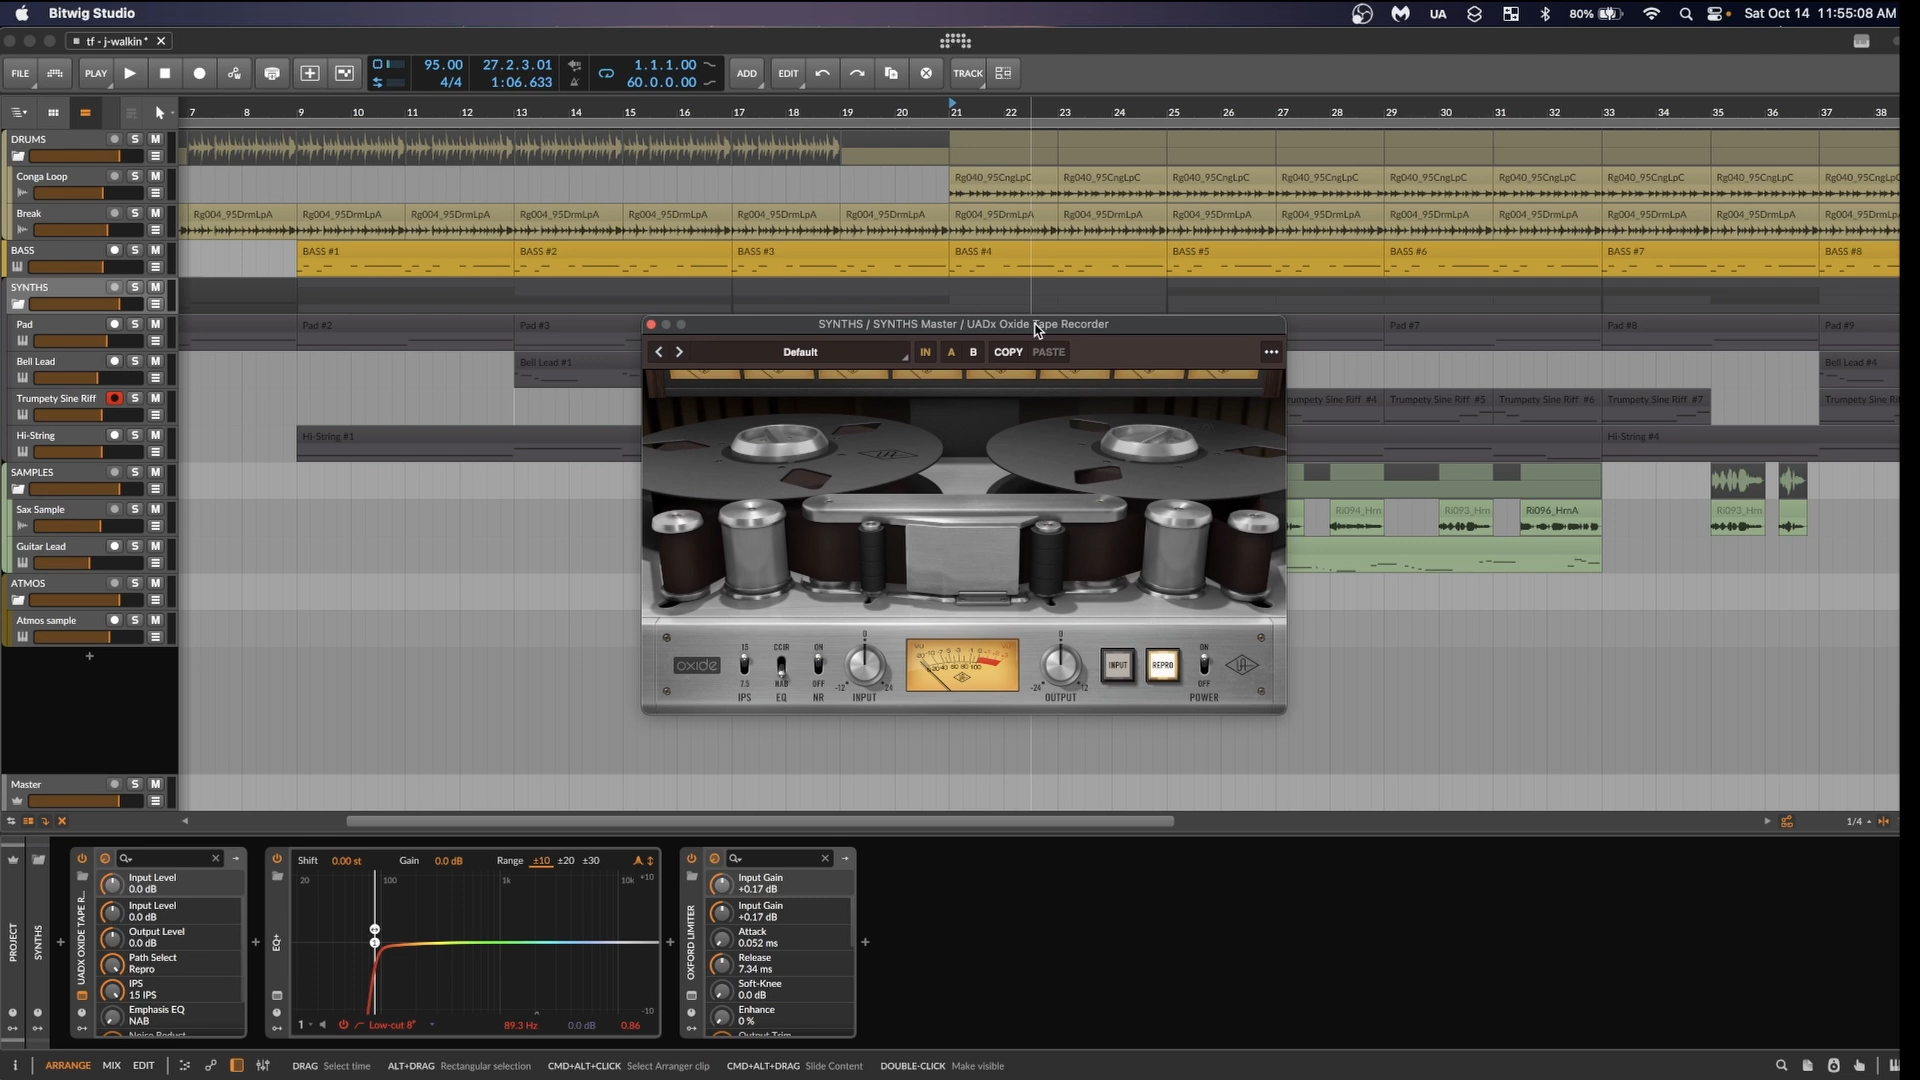 Bitwig Studio
UA 80% Sat Oct 14 11:55:08 AM
tf - j-walkin*
FILE PLAY 95.00 27.2.3.01 1.1.1.00 ADD EDIT TRACK
4/4 1:06.633 60.0.0.00
7 8 9 10 11 12 13 14 15 16 17 18 19 20 21 22 23 24 25 26 27 28 29 30 31 32 33 34 35 36 37 38
DRUMS S M
Conga Loop S M Rg040_95CngLpC Rg040_95CngLpC Rg040_95CngLpC Rg040_95CngLpC Rg040_95CngLpC Rg040_95CngLpC Rg040_95CngLpC Rg040_95CngLpC
Break S M Rg004_95DrmLpA Rg004_95DrmLpA Rg004_95DrmLpA Rg004_95DrmLpA Rg004_95DrmLpA Rg004_95DrmLpA Rg004_95DrmLpA Rg004_95DrmLpA Rg004_95DrmLpA Rg004_95DrmLpA Rg004_95DrmLpA Rg004_95DrmLpA Rg004_95DrmLpA Rg004_95DrmLpA Rg004_95DrmLpA
BASS S M BASS #1 BASS #2 BASS #3 BASS #4 BASS #5 BASS #6 BASS #7 BASS #8
SYNTHS S M
Pad S M Pad #2 Pad #3 Pad #7 Pad #8 Pad #9
Bell Lead S M Bell Lead #1 Bell Lead #4
Trumpety Sine Riff S M umpety Sine Riff #4 Trumpety Sine Riff #5 Trumpety Sine Riff #6 Trumpety Sine Riff #7 Trumpety Sine Ri
Hi-String S M Hi-String #1 Hi-String #4
SAMPLES S M
Sax Sample S M Ri094_Hrn Ri093_Hrn Ri096_HrnA Ri093_Hrn
Guitar Lead S M
ATMOS S M
Atmos sample S M
Master S M
1/4
SYNTHS / SYNTHS Master / UADx Oxide Tape Recorder
Default IN A B COPY PASTE
oxide
15 7.5 IPS
CCIR NAB EQ
ON OFF NR
0 -12 24 INPUT
VU
0 -24 12 OUTPUT
INPUT REPRO
ON OFF POWER
PROJECT
SYNTHS
UADX OXIDE TAPE R...
Input Level
0.0 dB
Input Level
0.0 dB
Output Level
0.0 dB
Path Select
Repro
IPS
15 IPS
Emphasis EQ
NAB
EQ+
Shift 0.00 st Gain 0.0 dB Range ±10 ±20 ±30
20 100 1k 10k +10
-10
1 Low-cut 8" 89.3 Hz 0.0 dB 0.86
OXFORD LIMITER
Input Gain
+0.17 dB
Input Gain
+0.17 dB
Attack
0.052 ms
Release
7.34 ms
Soft-Knee
0.0 dB
Enhance
0 %
Output Trim
i ARRANGE MIX EDIT DRAG Select time ALT+DRAG Rectangular selection CMD+ALT+CLICK Select Arranger clip CMD+ALT+DRAG Slide Content DOUBLE-CLICK Make visible